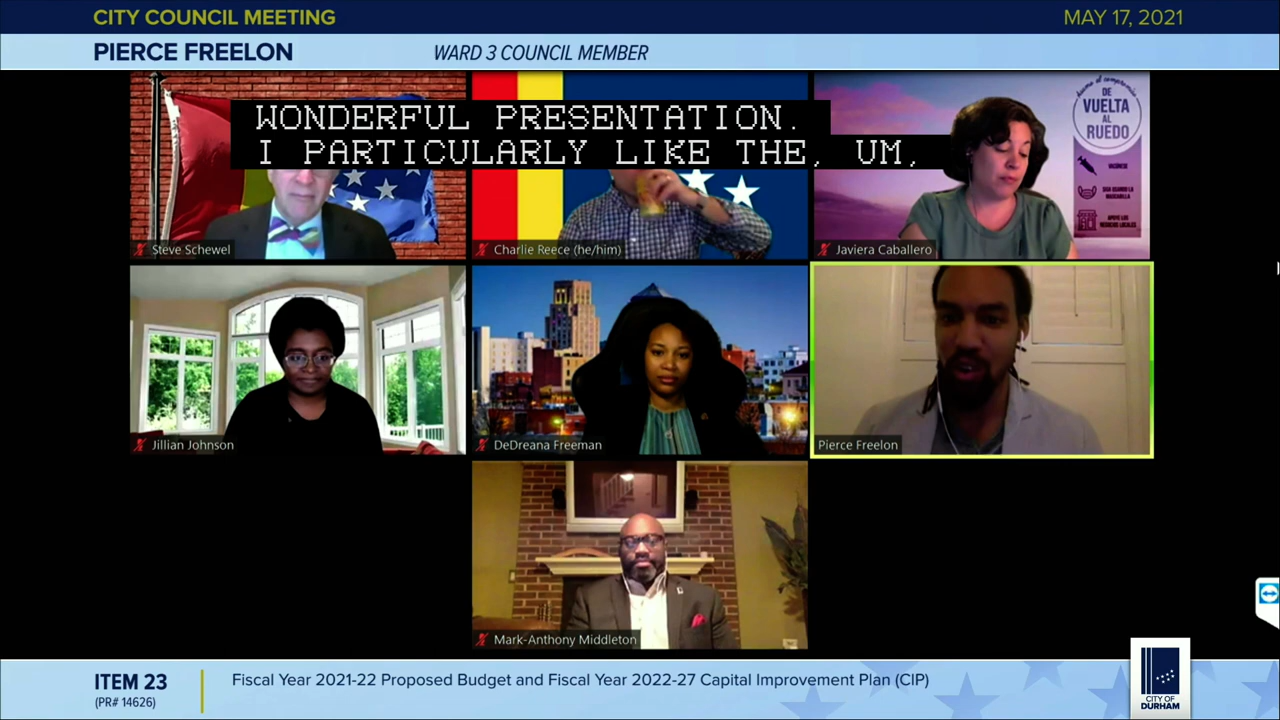 CITY COUNCIL MEETING
MAY 17, 2021
PIERCE FREELON
WARD 3 COUNCIL MEMBER
WONDERFUL PRESENTATION.
I PARTICULARLY LIKE THE, UM,
DE
VUELTA
AL
RUEDO
Steve Schewel
Charlie Reece (he/him)
Javiera Caballero
Jillian Johnson
DeDreana Freeman
Pierce Freelon
Mark-Anthony Middleton
ITEM 23
(PR# 14626)
Fiscal Year 2021-22 Proposed Budget and Fiscal Year 2022-27 Capital Improvement Plan (CIP)
CITY OF
DURHAM